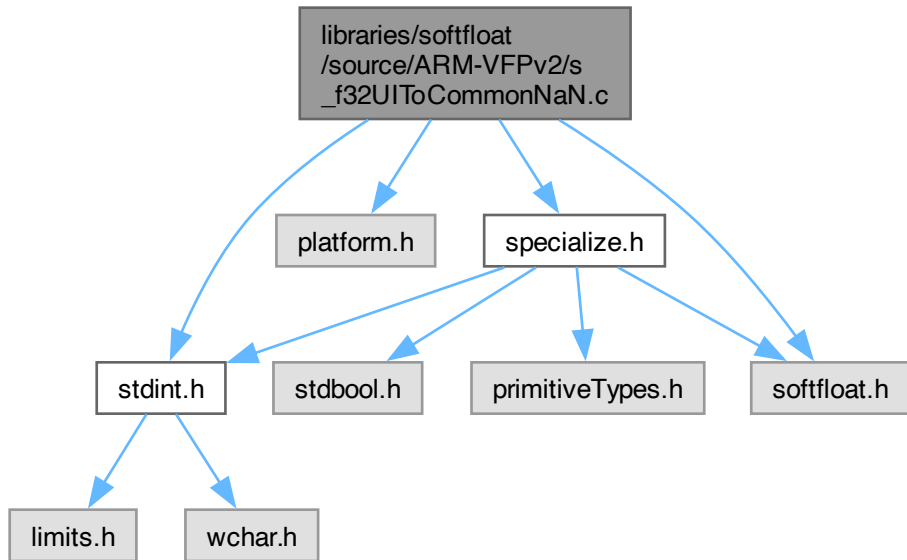 libraries/softfloat
/source/ARM-VFPv2/s
_f32UIToCommonNaN.c
platform.h
specialize.h
stdint.h
stdbool.h
primitiveTypes.h
softfloat.h
limits.h
wchar.h